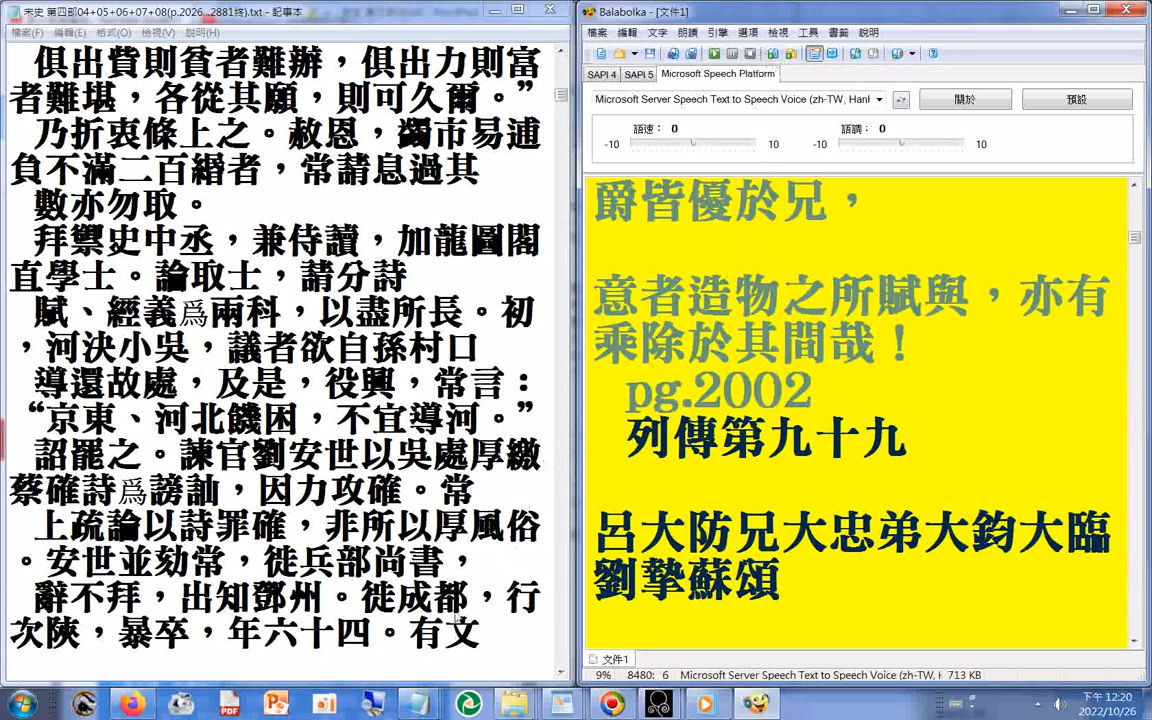 宋史 第四部04+05+06+07+08(p.2026...2881终).txt - 記事本
檔案(F) 編輯(E) 格式(O) 檢視(V) 說明(H)
俱出費則貧者難辦，俱出力則富
者難堪，各從其願，則可久爾。”
乃折衷條上之。赦恩，蠲市易逋
負不滿二百緡者，常請息過其
數亦勿取。
拜禦史中丞，兼侍讀，加龍圖閣
直學士。論取士，請分詩
賦、經義爲兩科，以盡所長。初
，河決小吳，議者欲自孫村口
導還故處，及是，役興，常言：
“京東、河北饑困，不宜導河。”
詔罷之。諫官劉安世以吳處厚繳
蔡確詩爲謗訕，因力攻確。常
上疏論以詩罪確，非所以厚風俗
。安世並劾常，徙兵部尚書，
辭不拜，出知鄧州。徙成都，行
次陝，暴卒，年六十四。有文
Balabolka - [文件1]
檔案 編輯 文字 朗讀 引擎 選項 檢視 工具 書籤 說明
SAPI 4 SAPI 5 Microsoft Speech Platform
Microsoft Server Speech Text to Speech Voice (zh-TW, Hanl
關於
預設
語速： 0
語調： 0
-10 10 -10 10
爵皆優於兄，
意者造物之所賦與，亦有
乘除於其間哉！
pg.2002
列傳第九十九
呂大防兄大忠弟大鈞大臨
劉摯蘇頌
文件1
9% 8480: 6 Microsoft Server Speech Text to Speech Voice (zh-TW, H 713 KB
下午 12:20
2022/10/26